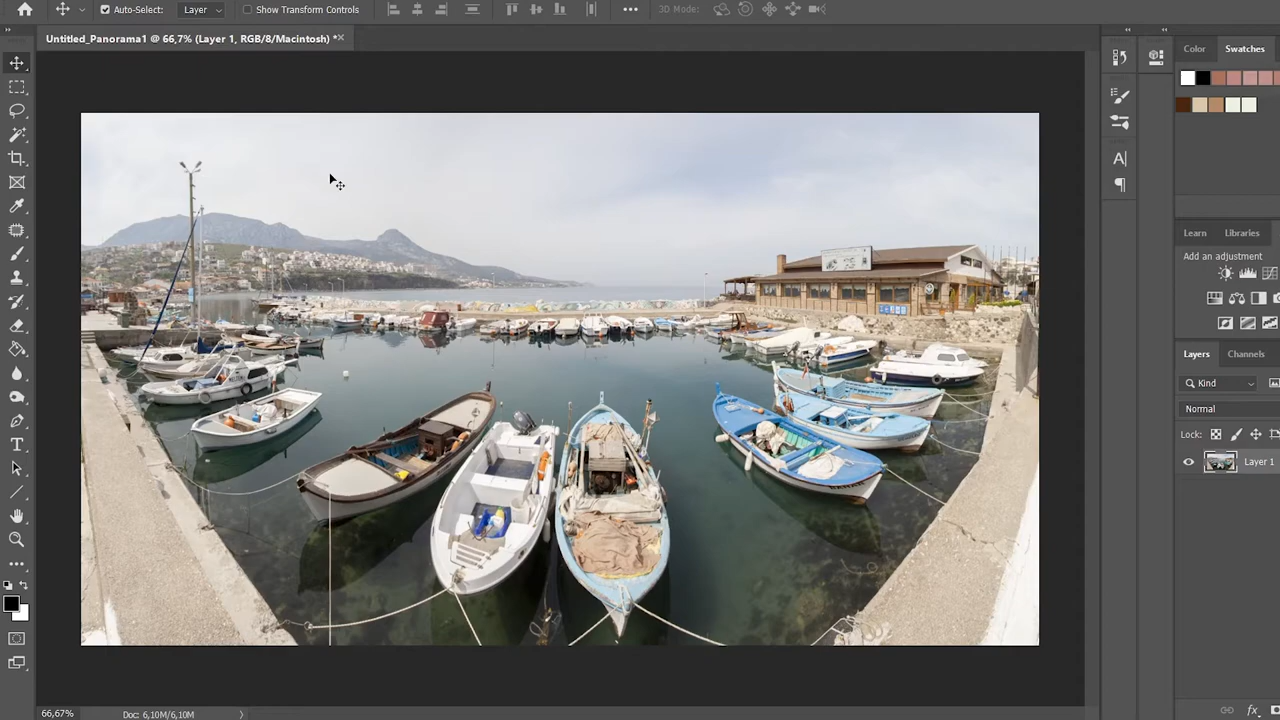 Auto-Select:
Layer
Show Transform Controls
3D Mode:
Untitled_Panorama1 @ 66,7% (Layer 1, RGB/8/Macintosh) *
Color
Swatches
Learn
Libraries
Add an adjustment
Layers
Channels
Kind
Normal
Lock:
Layer 1
66,67%
Doc: 6,10M/6,10M
fx